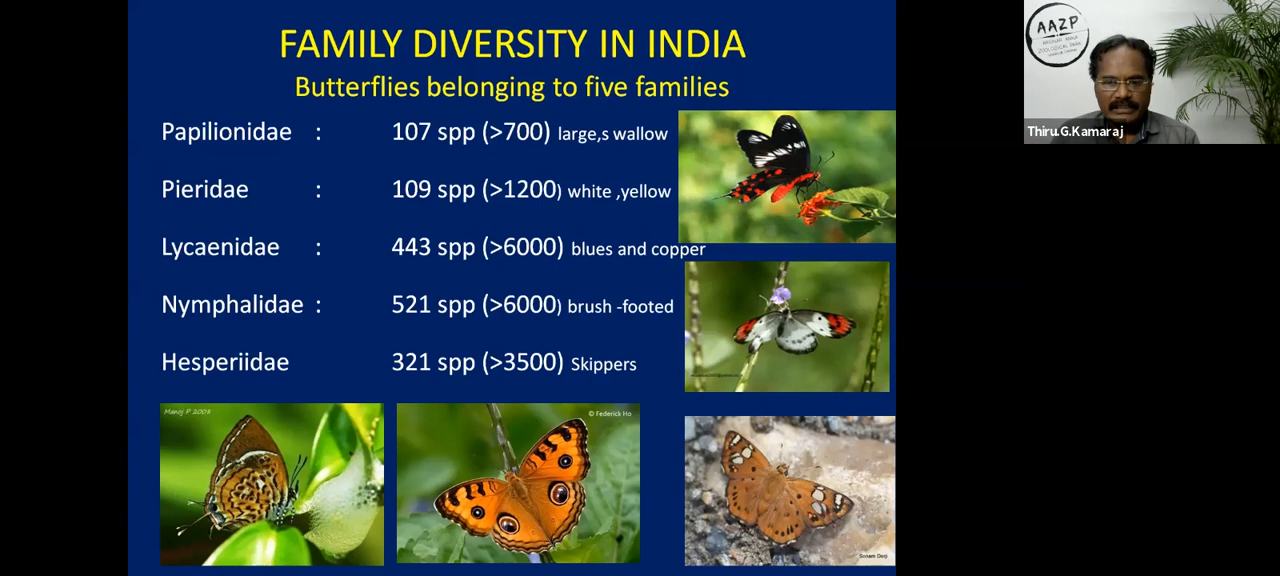 FAMILY DIVERSITY IN INDIA
Butterflies belonging to five families
Papilionidae : 107 spp (>700) large,s wallow
Pieridae : 109 spp (>1200) white ,yellow
Lycaenidae : 443 spp (>6000) blues and copper
Nymphalidae : 521 spp (>6000) brush -footed
Hesperiidae 321 spp (>3500) Skippers
Manoj P 2008
© Federick Ho
Sonam Dorji
AAZP
ZOOLOGICAL PARK
Thiru.G.Kamaraj